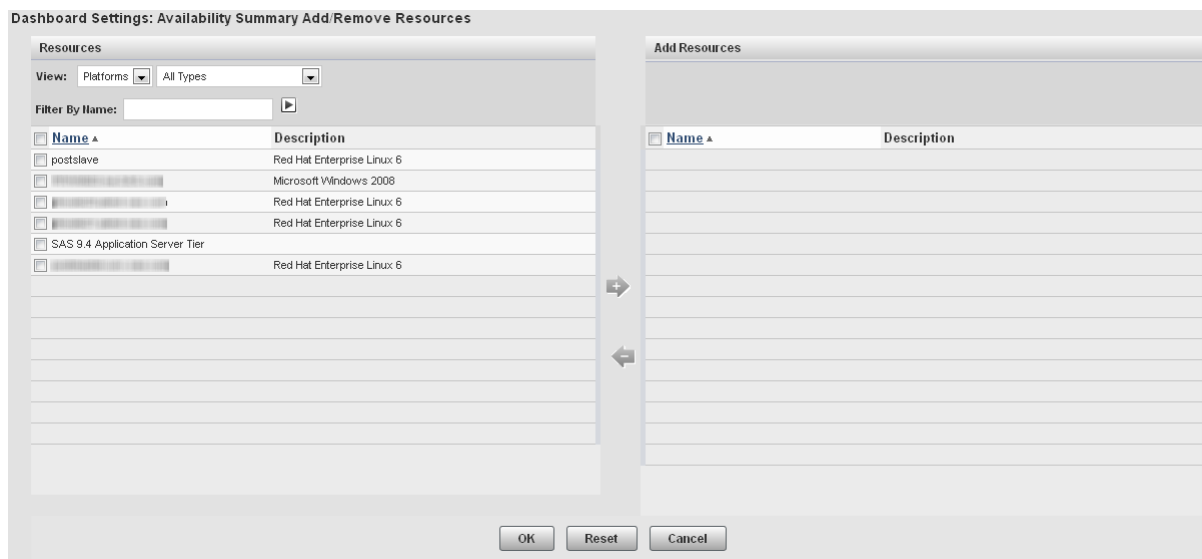 Dashboard Settings: Availability Summary Add/Remove Resources
Resources
View: Platforms All Types
Filter By Name:
Name Description
postslave Red Hat Enterprise Linux 6
Microsoft Windows 2008
Red Hat Enterprise Linux 6
Red Hat Enterprise Linux 6
SAS 9.4 Application Server Tier
Red Hat Enterprise Linux 6
Add Resources
Name Description
OK Reset Cancel